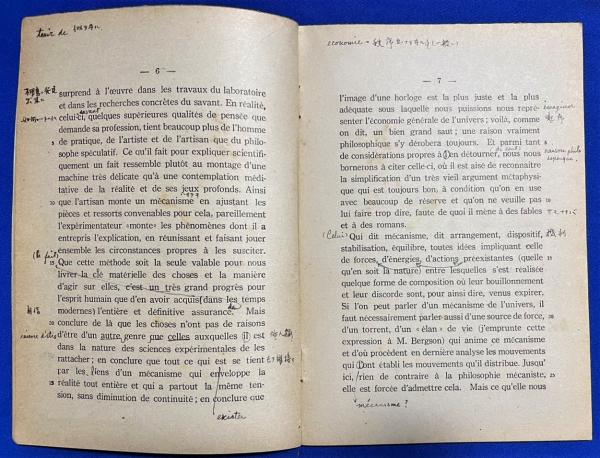 tenir de
— 6 —
surprend à l'œuvre dans les travaux du laboratoire
et dans les recherches concrètes du savant. En réalité,
celui-ci, quelques supérieures qualités de pensée que
demande sa profession, tient beaucoup plus de l'homme
de pratique, de l'artiste et de l'artisan que du philo-
sophe spéculatif. Ce qu'il faut pour expliquer scientifi-
quement un fait ressemble plutôt au montage d'une
machine très délicate qu'à une contemplation médi-
tative de la réalité et de ses jeux profonds. Ainsi
que l'artisan monte un mécanisme en ajustant les
pièces et ressorts convenables pour cela, pareillement
l'expérimentateur «monte» les phénomènes dont il a
entrepris l'explication, en réunissant et faisant jouer
ensemble les circonstances propres à les susciter.
Que cette méthode soit la seule valable pour nous
livrer la clé matérielle des choses et la manière
d'agir sur elles, c'est un très grand progrès pour
l'esprit humain que d'en avoir acquis (dans les temps
modernes) l'entière et définitive assurance. Mais
conclure de là que les choses n'ont pas de raisons
d'être d'un autre genre que celles auxquelles il est
dans la nature des sciences expérimentales de les
rattacher; en conclure que tout ce qui est se tient
par les liens d'un mécanisme qui enveloppe la
réalité tout entière et qui a partout la même ten-
sion, sans diminution de continuité; en conclure que
exister
economie
— 7 —
l'image d'une horloge est la plus juste et la plus
adéquate sous laquelle nous puissions nous repré-
senter l'économie générale de l'univers; voilà, comme
on dit, un bien grand saut; une raison vraiment
philosophique s'y dérobera toujours. Et parmi tant
de considérations propres à l'en détourner, nous nous
bornerons à citer celle-ci, où il est aisé de reconnaître
la simplification d'un très vieil argument métaphysi-
que qui est toujours bon, à condition qu'on en use
avec beaucoup de réserve et qu'on ne veuille pas
lui faire trop dire, faute de quoi il mène à des fables
et à des romans.
(Celui) Qui dit mécanisme, dit arrangement, dispositif,
stabilisation, équilibre, toutes idées impliquant celle
de forces, d'énergies, d'actions préexistantes (quelle
qu'en soit la nature) entre lesquelles s'est réalisée
quelque forme de composition où leur bouillonnement
et leur discord sont, pour ainsi dire, venus expirer.
Si l'on peut parler d'un mécanisme de l'univers, il
faut nécessairement parler aussi d'une source de force,
d'un torrent, d'un «élan» de vie (j'emprunte cette
expression à M. Bergson) qui anime ce mécanisme
et d'où procèdent en dernière analyse les mouvements
qui l'ont établi les mouvements qu'il distribue. Jusqu'
ici, rien de contraire à la philosophie mécaniste,
elle est forcée d'admettre cela. Mais ce qu'elle nous
mécanisme?